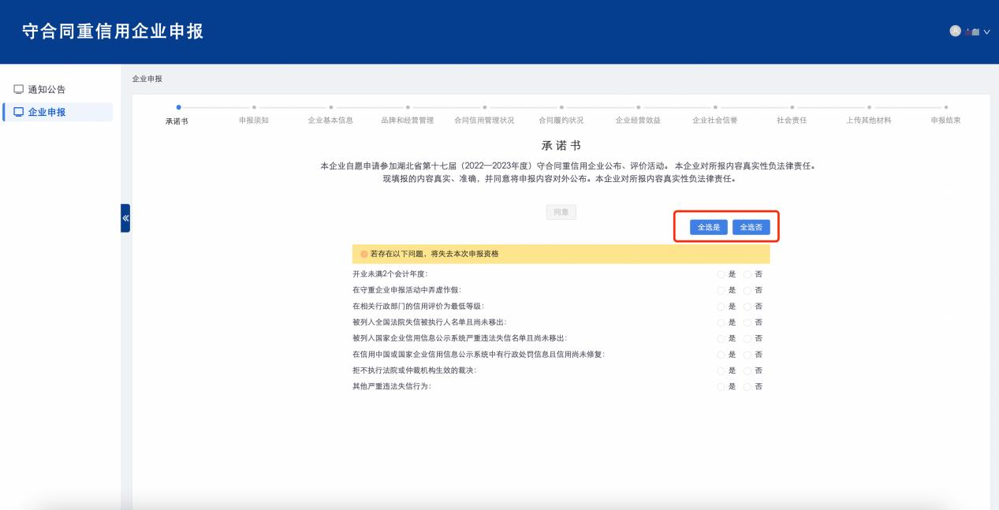 守合同重信用企业申报
通知公告
企业申报
企业申报
承诺书 申报须知 企业基本信息 品牌和经营管理 合同信用管理状况 合同履约状况 企业经营效益 企业社会信誉 社会责任 上传其他材料 申报结束
承诺书
本企业自愿申请参加湖北省第十七届（2022—2023年度）守合同重信用企业公布、评价活动。 本企业对所报内容真实性负法律责任。
现填报的内容真实、准确，并同意将申报内容对外公布。本企业对所报内容真实性负法律责任。
同意
全选是 全选否
若存在以下问题，将失去本次申报资格
开业未满2个会计年度： 是 否
在守重企业申报活动中弄虚作假： 是 否
在相关行政部门的信用评价为最低等级： 是 否
被列入全国法院失信被执行人名单且尚未移出： 是 否
被列入国家企业信用信息公示系统严重违法失信名单且尚未移出： 是 否
在信用中国或国家企业信用信息公示系统中有行政处罚信息且信用尚未修复： 是 否
拒不执行法院或仲裁机构生效的裁决： 是 否
其他严重违法失信行为： 是 否